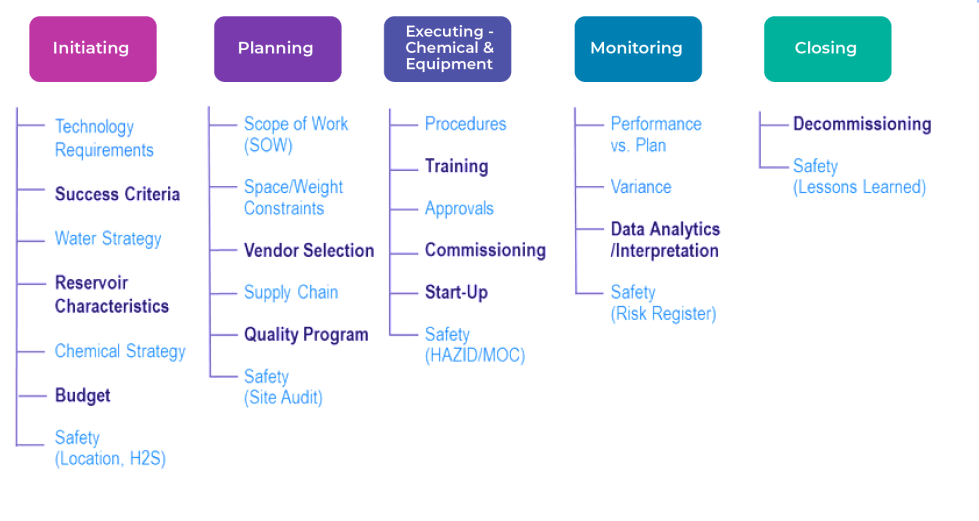 Initiating
Technology
Requirements
Success Criteria
Water Strategy
Reservoir
Characteristics
Chemical Strategy
Budget
Safety
(Location, H2S)
Planning
Scope of Work
(SOW)
Space/Weight
Constraints
Vendor Selection
Supply Chain
Quality Program
Safety
(Site Audit)
Executing -
Chemical &
Equipment
Procedures
Training
Approvals
Commissioning
Start-Up
Safety
(HAZID/MOC)
Monitoring
Performance
vs. Plan
Variance
Data Analytics
/Interpretation
Safety
(Risk Register)
Closing
Decommissioning
Safety
(Lessons Learned)